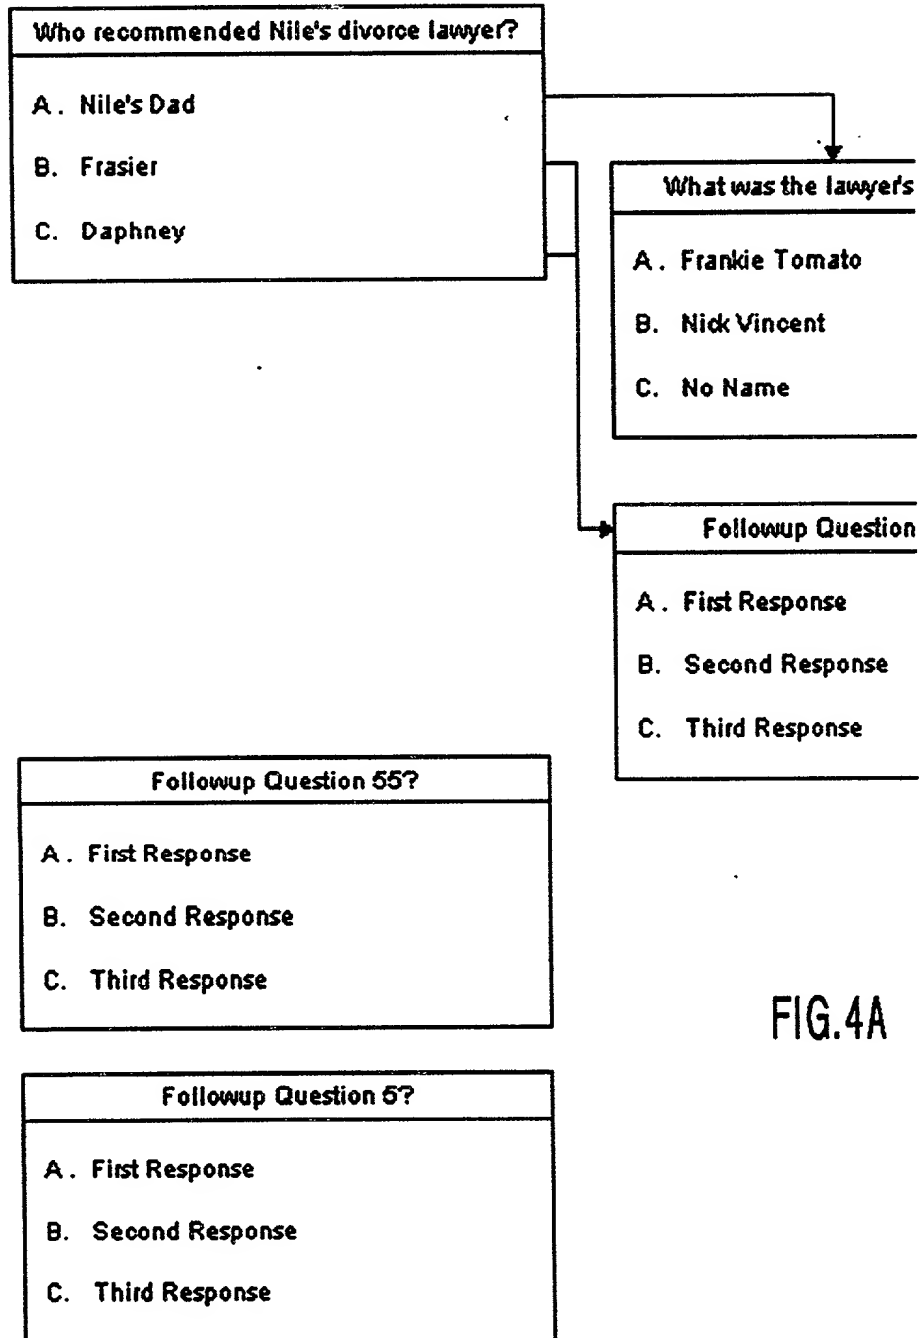 Who recommended Nile's divorce lawyer?
A. Nile's Dad
B. Frasier
C. Daphney
What was the lawyer's
A. Frankie Tomato
B. Nick Vincent
C. No Name
Followup Question
A. First Response
B. Second Response
C. Third Response
Followup Question 55?
A. First Response
B. Second Response
C. Third Response
FIG.4A
Followup Question 5?
A. First Response
B. Second Response
C. Third Response